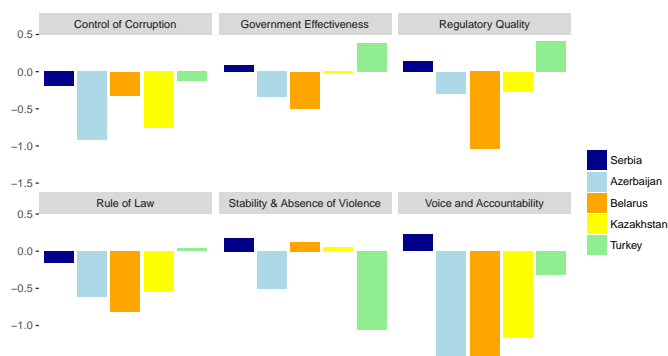 Control of Corruption Government Effectiveness Regulatory Quality
0.5
0.0
−0.5
−1.0
−1.5
Rule of Law Stability & Absence of Violence Voice and Accountability
0.5
0.0
−0.5
−1.0
Serbia
Azerbaijan
Belarus
Kazakhstan
Turkey